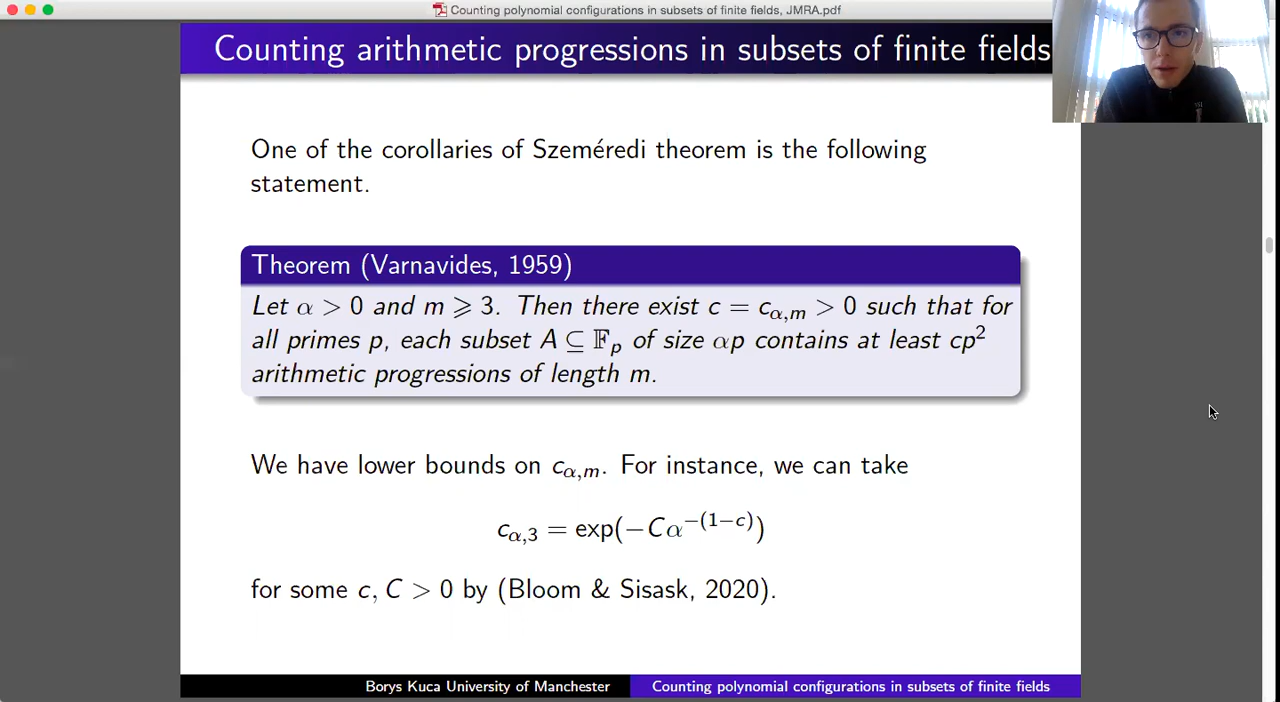 Counting polynomial configurations in subsets of finite fields, JMRA.pdf
Counting arithmetic progressions in subsets of finite fields
One of the corollaries of Szeméredi theorem is the following
statement.
Theorem (Varnavides, 1959)
Let α > 0 and m ⩾ 3. Then there exist c = c_{α,m} > 0 such that for
all primes p, each subset A ⊆ 𝔽_p of size αp contains at least cp²
arithmetic progressions of length m.
We have lower bounds on c_{α,m}. For instance, we can take
c_{α,3} = exp(−Cα^{−(1−c)})
for some c, C > 0 by (Bloom & Sisask, 2020).
Borys Kuca University of Manchester
Counting polynomial configurations in subsets of finite fields